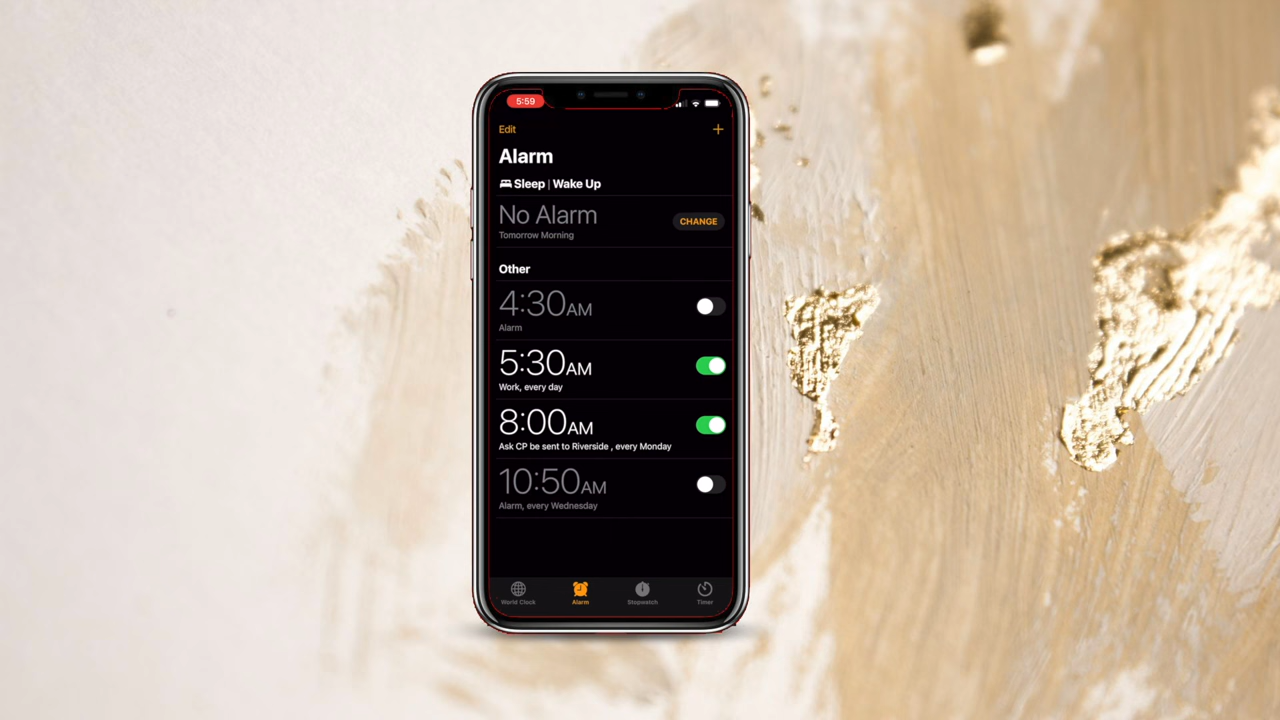 5:59
Edit
+
Alarm
Sleep | Wake Up
No Alarm
CHANGE
Tomorrow Morning
Other
4:30AM
Alarm
5:30AM
Work, every day
8:00AM
Ask CP be sent to Riverside , every Monday
10:50AM
Alarm, every Wednesday
World Clock Alarm Stopwatch Timer